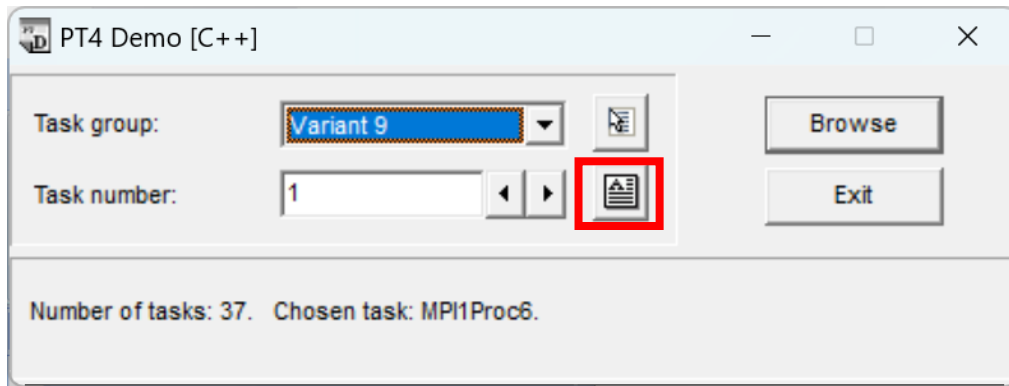 PT4 Demo [C++]
Task group: Variant 9 Browse
Task number: 1 Exit
Number of tasks: 37. Chosen task: MPI1Proc6.